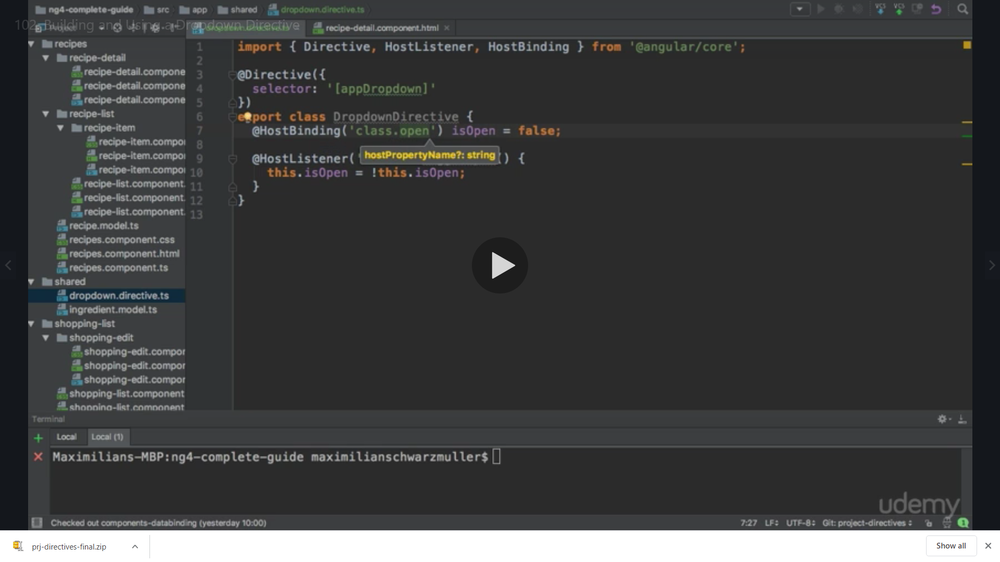 ng4-complete-guide src app shared dropdown.directive.ts
102. Building and Using a Dropdown Directive
recipe-detail.component.html
recipes
recipe-detail
recipe-detail.compone
recipe-detail.compone
recipe-detail.compone
recipe-list
recipe-item
recipe-item.compo
recipe-item.compo
recipe-item.compo
recipe-list.component.
recipe-list.component.
recipe-list.component.
recipe.model.ts
recipes.component.css
recipes.component.html
recipes.component.ts
shared
dropdown.directive.ts
ingredient.model.ts
shopping-list
shopping-edit
shopping-edit.compor
shopping-edit.compor
shopping-edit.compor
shopping-list.component
shopping-list.component
1 import { Directive, HostListener, HostBinding } from '@angular/core';
2
3 @Directive({
4 selector: '[appDropdown]'
5 })
6 export class DropdownDirective {
7 @HostBinding('class.open') isOpen = false;
8
hostPropertyName?: string
9 @HostListener(' () {
10 this.isOpen = !this.isOpen;
11 }
12 }
13
Terminal
Local Local (1)
Maximilians-MBP:ng4-complete-guide maximilianschwarzmuller$
udemy
Checked out components-databinding (yesterday 10:00) 7:27 LF UTF-8 Git: project-directives 1
prj-directives-final.zip Show all